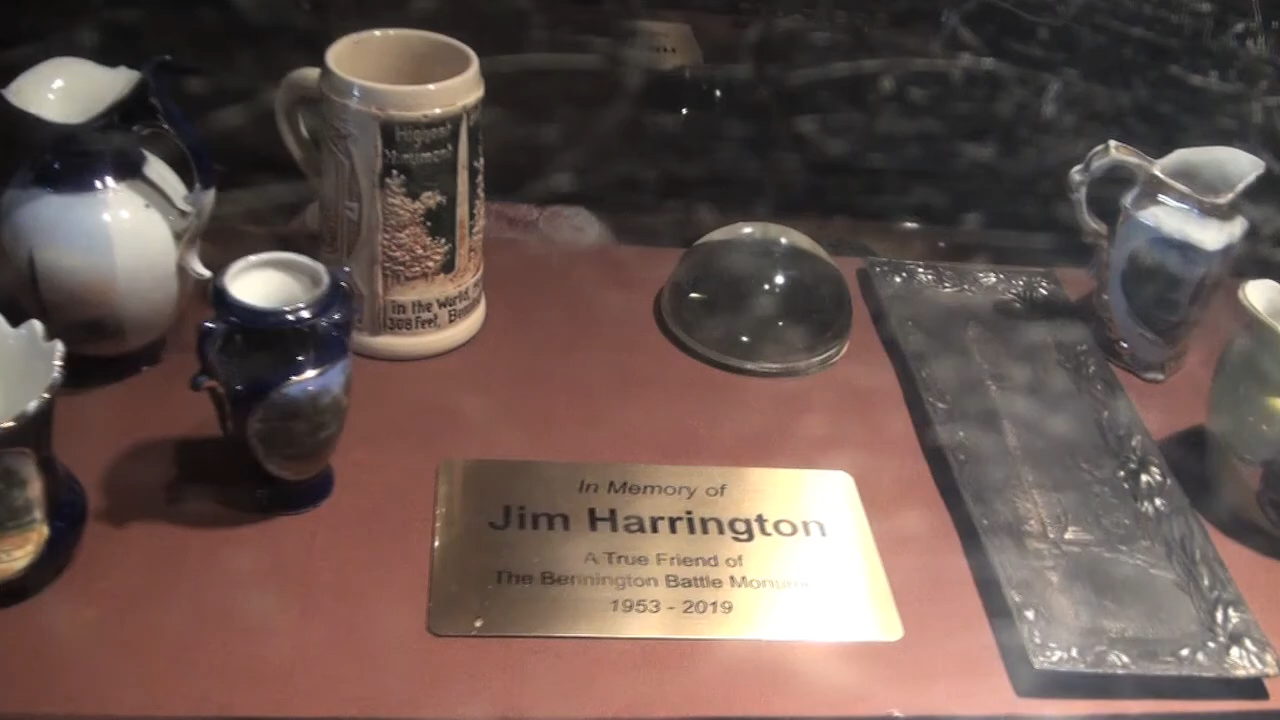 Highest
Monument
in the World,
308 Feet,
In Memory of
Jim Harrington
A True Friend of
The Bennington Battle Monument
1953 - 2019